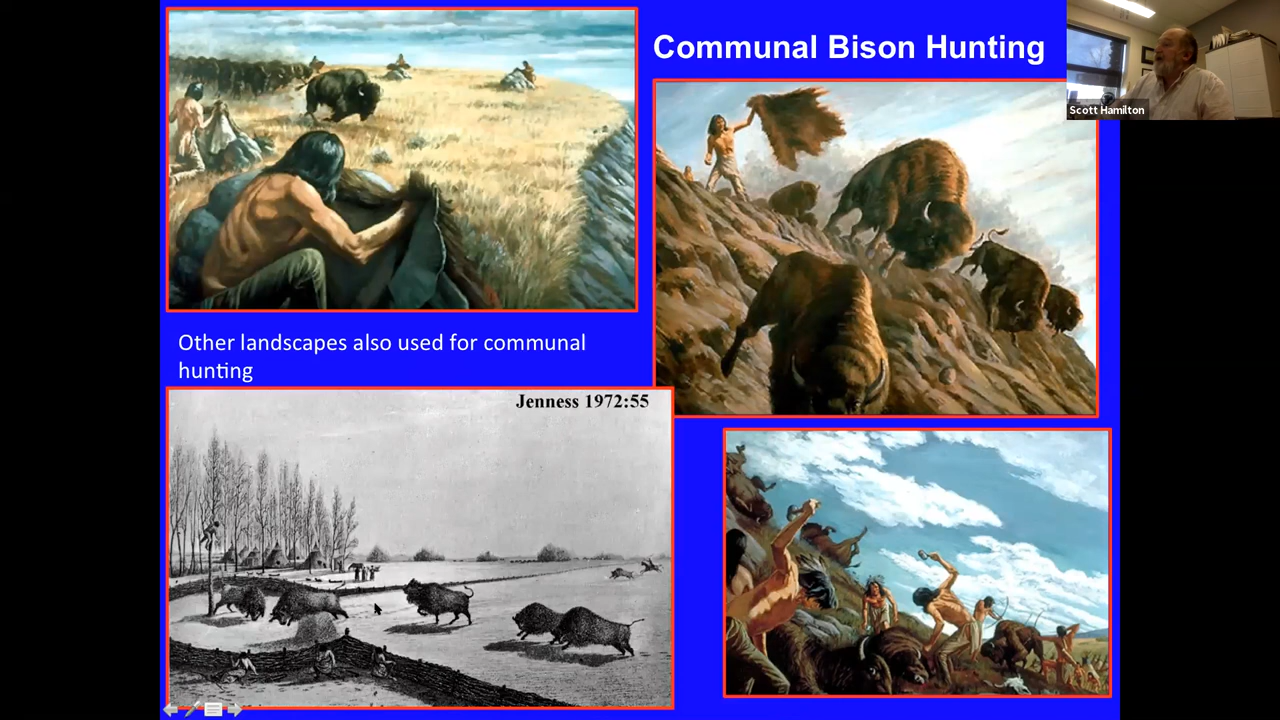 Communal Bison Hunting
Scott Hamilton
Other landscapes also used for communal
hunting
Jenness 1972:55